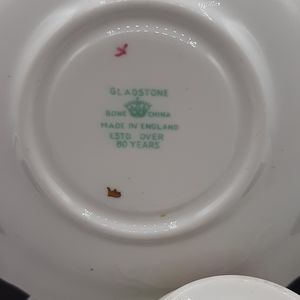 GLADSTONE
BONE CHINA
MADE IN ENGLAND
ESTD. OVER
80 YEARS